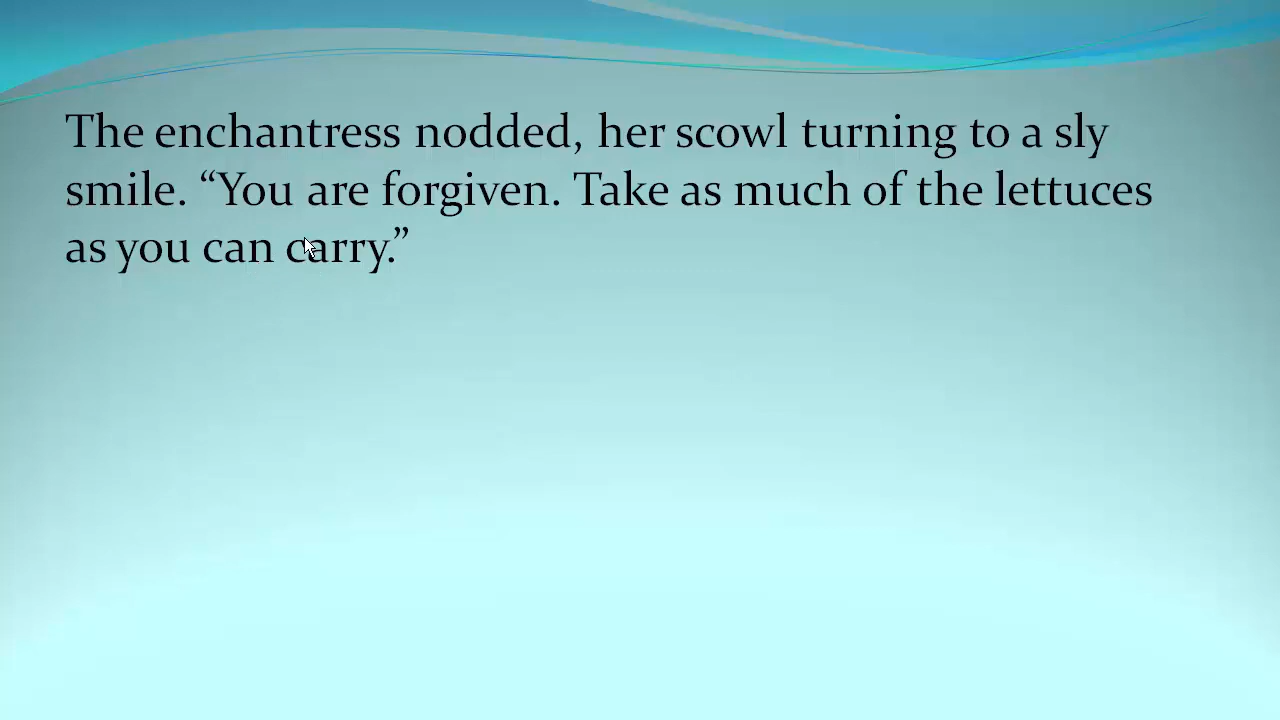 The enchantress nodded, her scowl turning to a sly
smile. “You are forgiven. Take as much of the lettuces
as you can carry.”